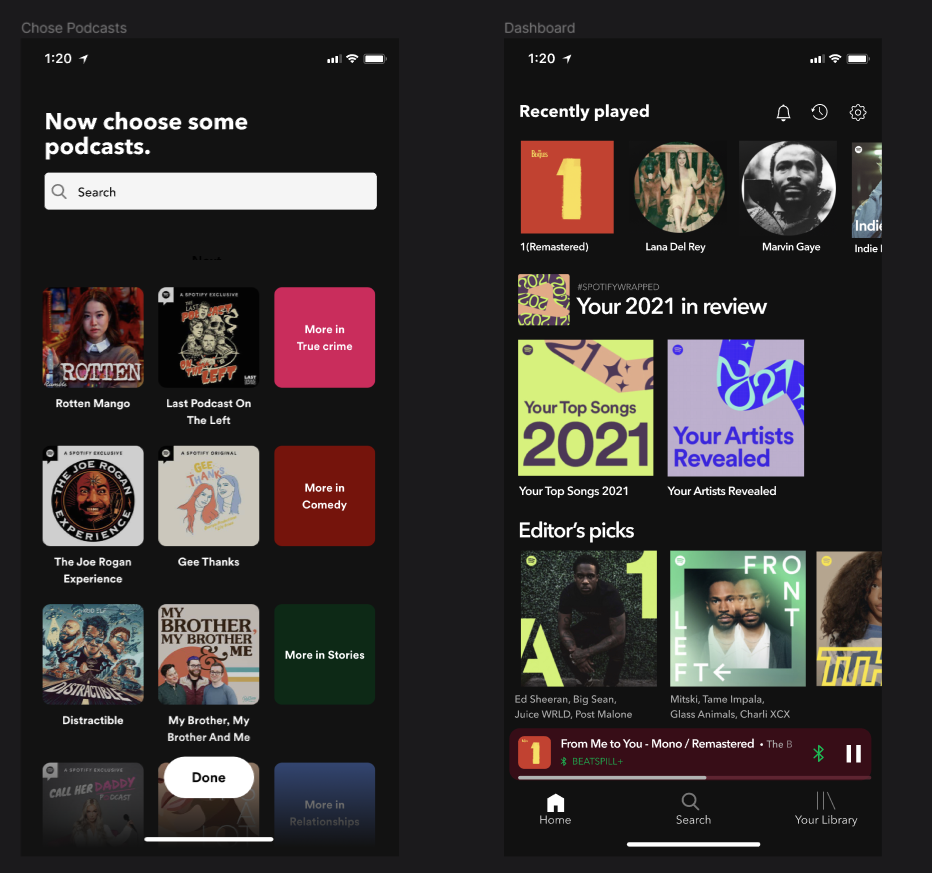 Chose Podcasts
1:20
Now choose some
podcasts.
Search
ROTTEN
Rotten Mango
A SPOTIFY EXCLUSIVE
THE LAST
PODCAST
ON THE
LEFT
Last Podcast On
The Left
More in
True crime
A SPOTIFY EXCLUSIVE
THE JOE ROGAN
EXPERIENCE
The Joe Rogan
Experience
A SPOTIFY ORIGINAL
GEE
THANKS
Gee Thanks
More in
Comedy
DISTRACTIBLE
Distractible
MY
BROTHER,
MY BROTHER
& ME
My Brother, My
Brother And Me
More in Stories
A SPOTIFY EXCLUSIVE
CALL HER DADDY
PODCAST
Done
More in
Relationships
Dashboard
1:20
Recently played
1
1(Remastered)
Lana Del Rey
Marvin Gaye
Indie
Indie
#SPOTIFYWRAPPED
Your 2021 in review
2021
Your Top Songs
2021
Your Top Songs 2021
2021
Your Artists
Revealed
Your Artists Revealed
Editor's picks
1
A
Ed Sheeran, Big Sean,
Juice WRLD, Post Malone
FRONT
LEFT
Mitski, Tame Impala,
Glass Animals, Charli XCX
1
From Me to You - Mono / Remastered • The B
BEATSPILL+
Home
Search
Your Library